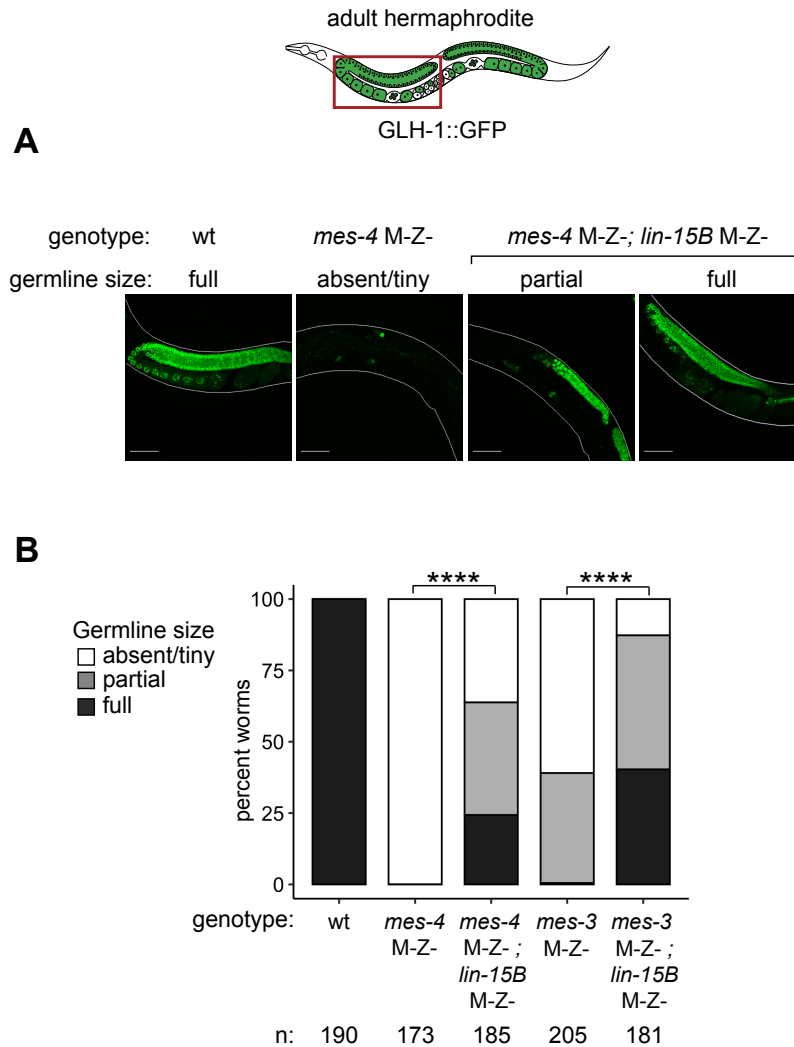 adult hermaphrodite
GLH-1::GFP
A
genotype: wt mes-4 M-Z- mes-4 M-Z-; lin-15B M-Z-
germline size: full absent/tiny partial full
B
**** ****
Germline size
absent/tiny
partial
full
percent worms
100
75
50
25
0
genotype: wt mes-4 mes-4 mes-3 mes-3
M-Z- M-Z- ; M-Z- M-Z- ;
lin-15B lin-15B
M-Z- M-Z-
n: 190 173 185 205 181